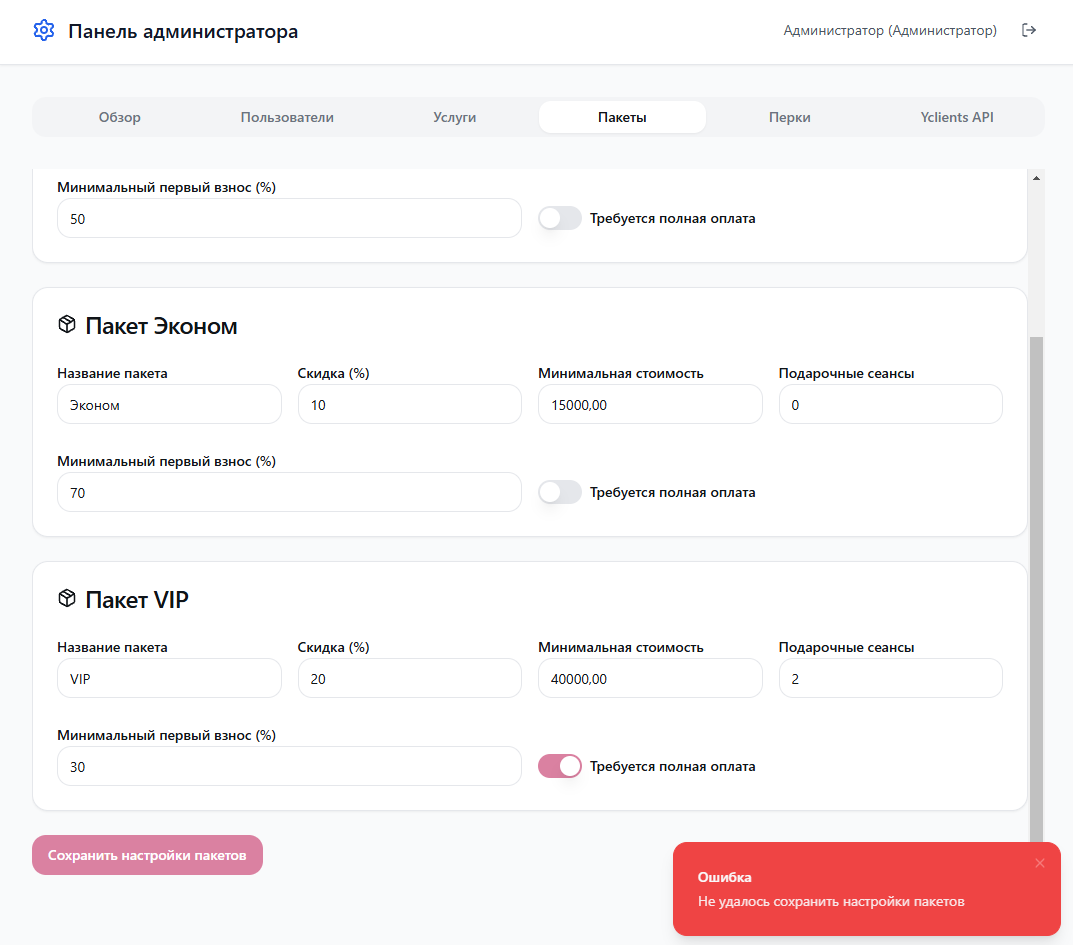 Панель администратора
Администратор (Администратор)
Обзор
Пользователи
Услуги
Пакеты
Перки
Yclients API
Минимальный первый взнос (%)
50
Требуется полная оплата
Пакет Эконом
Название пакета
Скидка (%)
Минимальная стоимость
Подарочные сеансы
Эконом
10
15000,00
0
Минимальный первый взнос (%)
70
Требуется полная оплата
Пакет VIP
Название пакета
Скидка (%)
Минимальная стоимость
Подарочные сеансы
VIP
20
40000,00
2
Минимальный первый взнос (%)
30
Требуется полная оплата
Сохранить настройки пакетов
Ошибка
Не удалось сохранить настройки пакетов